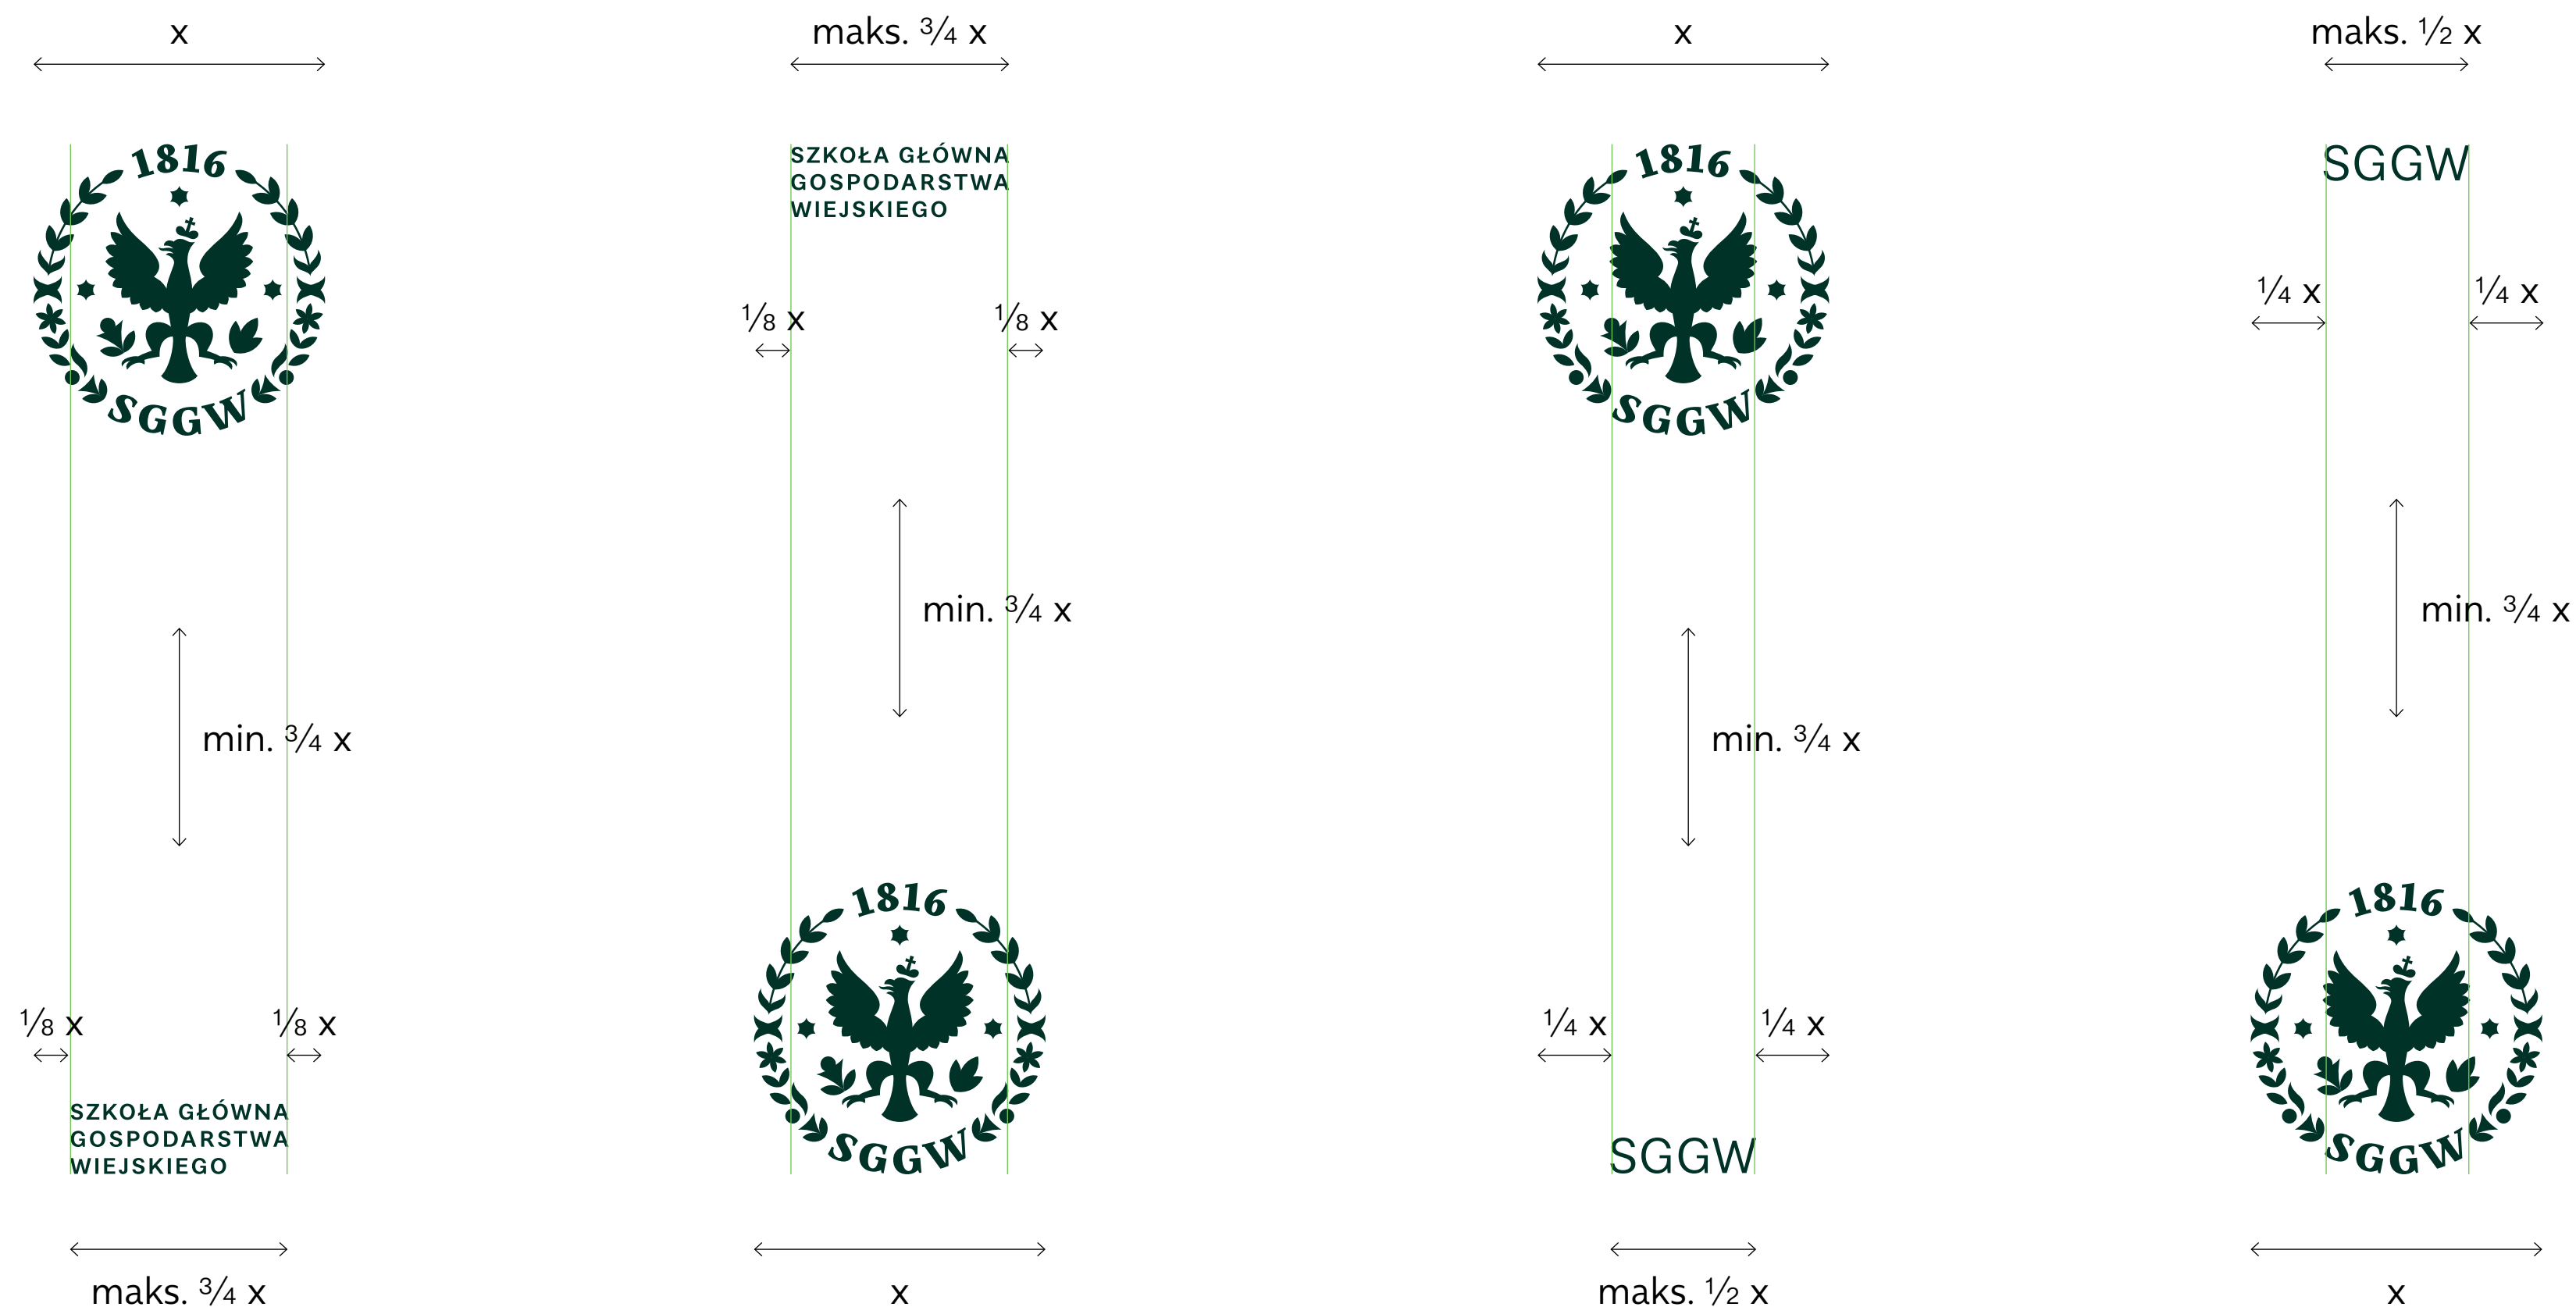 x
1816
SGGW
min. ¾ x
⅛ x
⅛ x
SZKOŁA GŁÓWNA
GOSPODARSTWA
WIEJSKIEGO
maks. ¾ x
maks. ¾ x
SZKOŁA GŁÓWNA
GOSPODARSTWA
WIEJSKIEGO
⅛ x
⅛ x
min. ¾ x
1816
SGGW
x
x
1816
SGGW
min. ¾ x
¼ x
¼ x
SGGW
maks. ½ x
maks. ½ x
SGGW
¼ x
¼ x
min. ¾ x
1816
SGGW
x